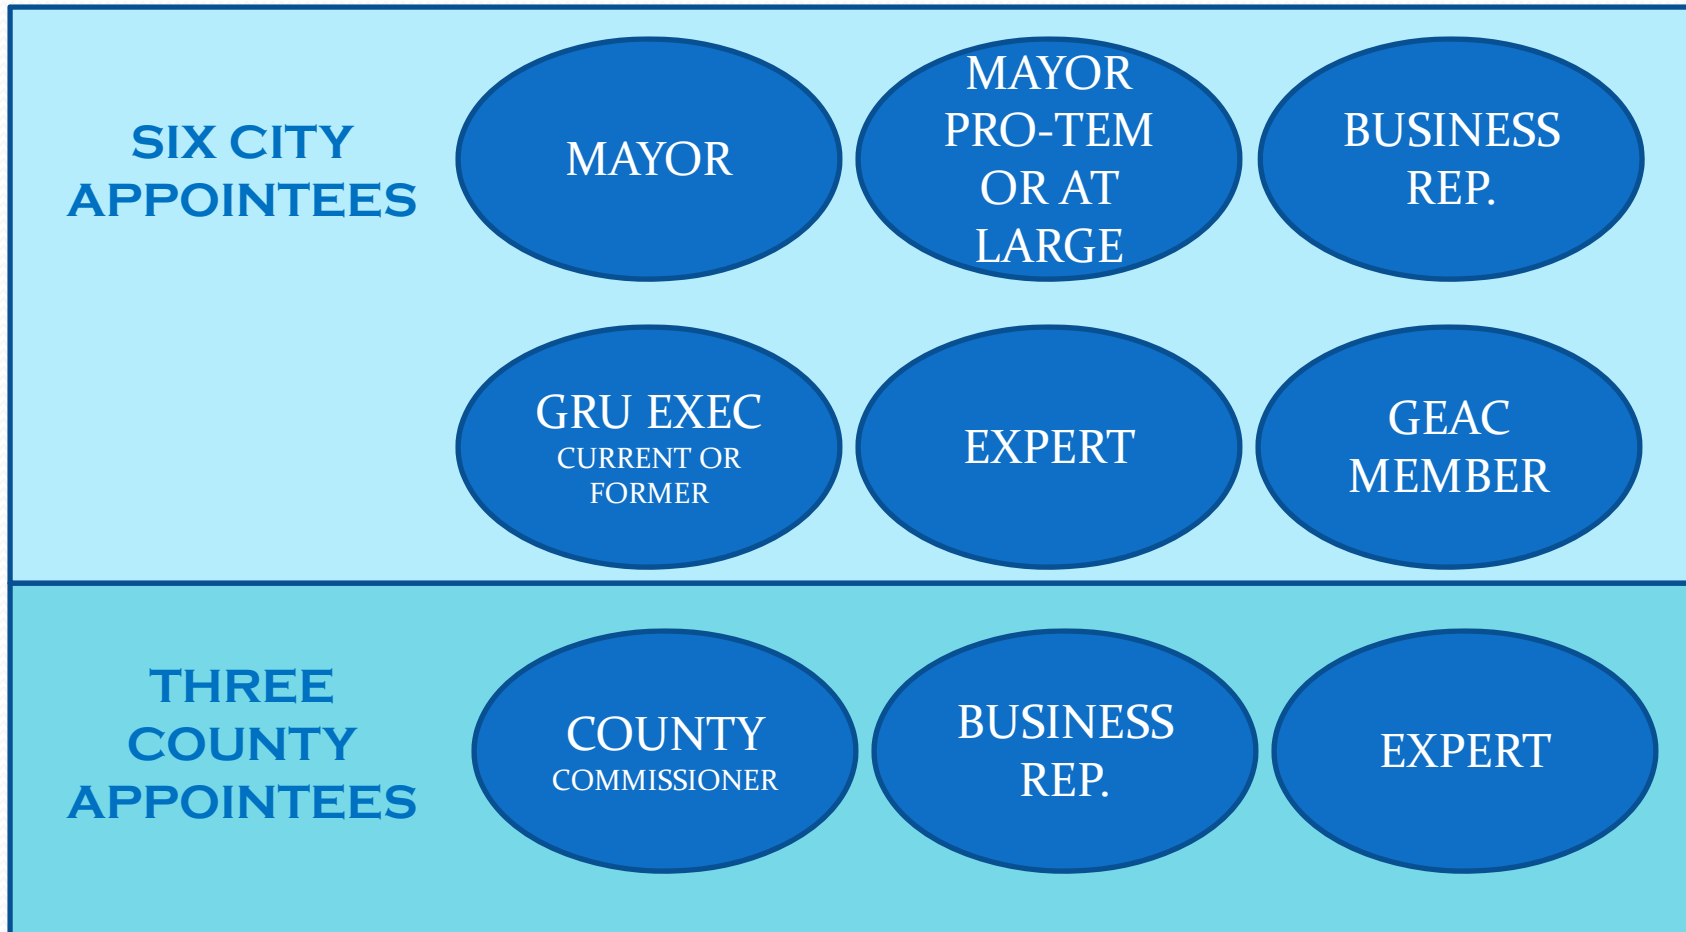 SIX CITY
APPOINTEES
MAYOR
MAYOR
PRO-TEM
OR AT
LARGE
BUSINESS
REP.
GRU EXEC
CURRENT OR
FORMER
EXPERT
GEAC
MEMBER
THREE
COUNTY
APPOINTEES
COUNTY
COMMISSIONER
BUSINESS
REP.
EXPERT